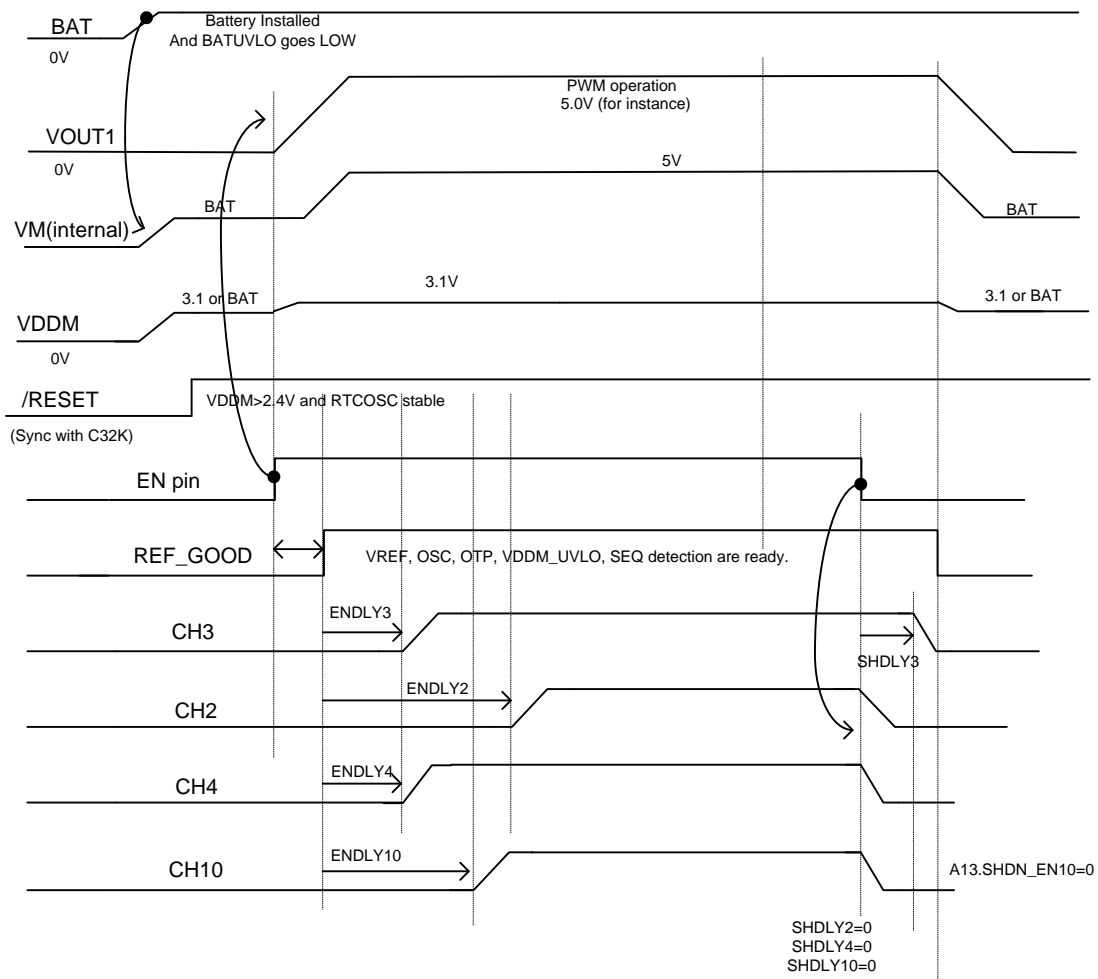 BAT
Battery Installed
And BATUVLO goes LOW
0V
PWM operation
5.0V (for instance)
VOUT1
0V
5V
BAT
BAT
VM(internal)
3.1V
3.1 or BAT
3.1 or BAT
VDDM
0V
/RESET
VDDM>2.4V and RTCOSC stable
(Sync with C32K)
EN pin
REF_GOOD
VREF, OSC, OTP, VDDM_UVLO, SEQ detection are ready.
ENDLY3
CH3
SHDLY3
ENDLY2
CH2
ENDLY4
CH4
ENDLY10
CH10
A13.SHDN_EN10=0
SHDLY2=0
SHDLY4=0
SHDLY10=0